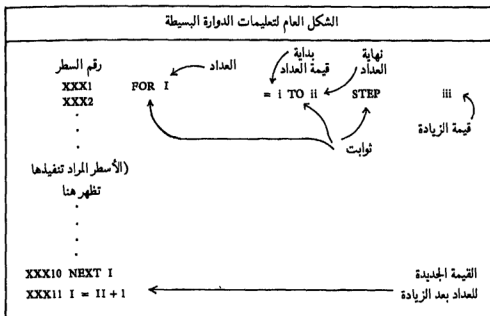 الشكل العام لتعليمات الدوارة البسيطة
رقم السطر
العداد
بداية
قيمة العداد
نهاية
العداد
XXX1 FOR I = i TO ii STEP iii
XXX2
قيمة الزيادة
ثوابت
(الأسطر المراد تنفيذها
تظهر هنا
XXX10 NEXT I
XXX11 I = II + 1
القيمة الجديدة
للعداد بعد الزيادة